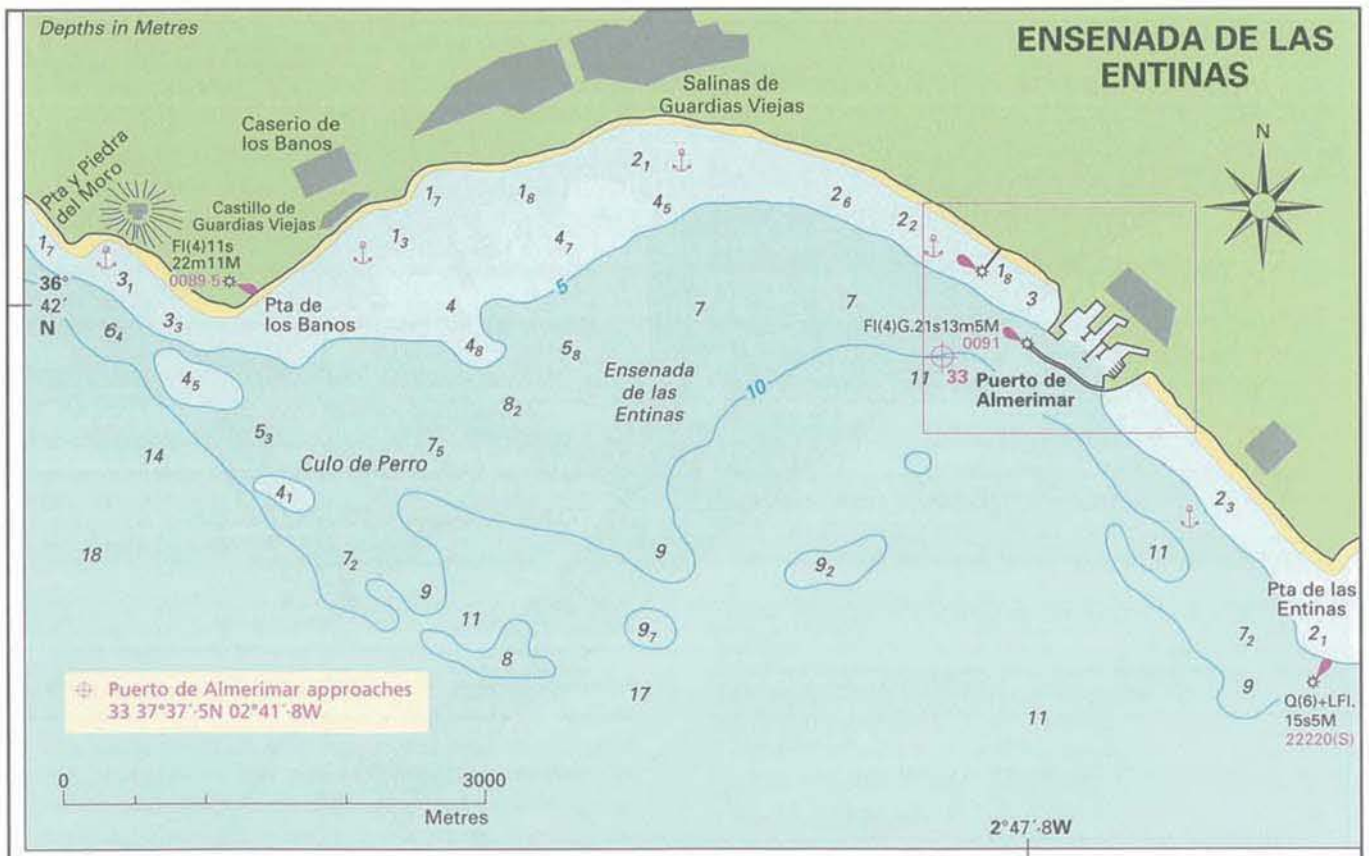 Depths in Metres
ENSENADA DE LAS
ENTINAS
Salinas de
Guardias Viejas
Caserio de
los Banos
Pta y Piedra
del Moro
Castillo de
Guardias Viejas
Fl(4)11s
22m11M
0089·5
Pta de
los Banos
36°
42′
N
N
2₁
1₇
1₈
4₅
2₆
2₂
1₃
4₇
1₇
3₁
3₃
6₄
4₅
4
4₈
5
5₈
7
7
1₈
3
Fl(4)G.21s13m5M
0091
33
11
Puerto de
Almerimar
Ensenada
de las
Entinas
10
8₂
5₃
7₅
14
Culo de Perro
4₁
2₃
18
7₂
9
9
9₂
11
11
9₇
8
17
Pta de las
Entinas
2₁
7₂
9
Q(6)+LFl.
15s5M
22220(S)
11
Puerto de Almerimar approaches
33 37°37′·5N 02°41′·8W
0
3000
Metres
2°47′·8W